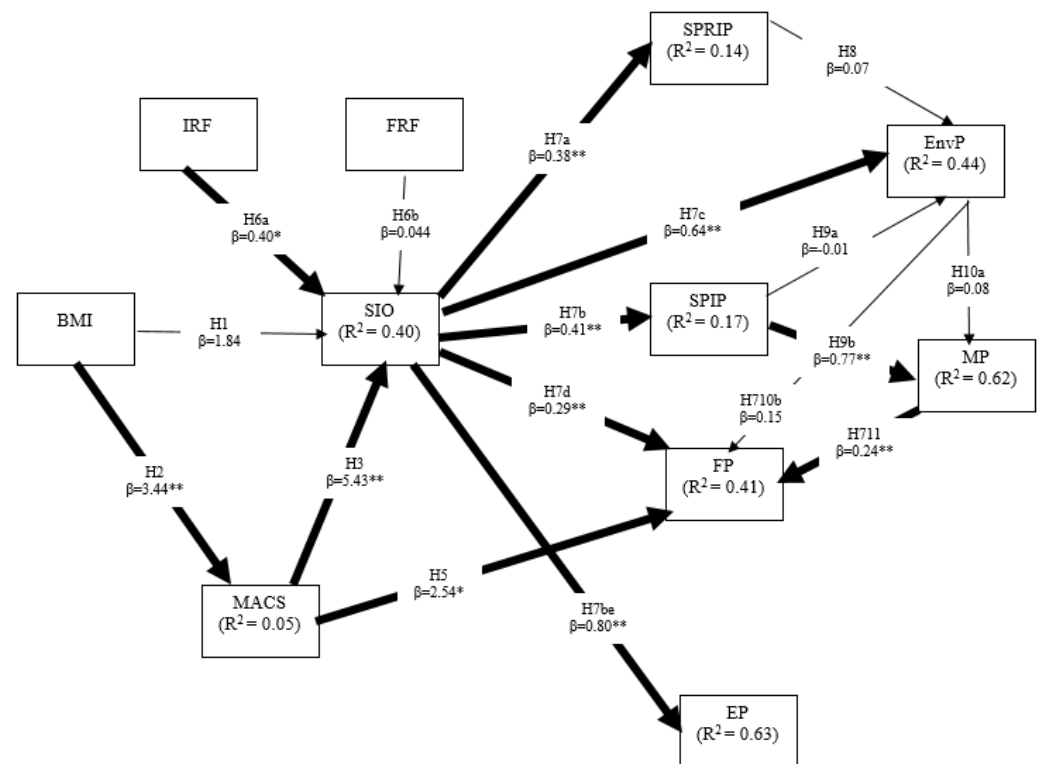 SPRIP
(R² = 0.14)
H8
β=0.07
IRF
FRF
EnvP
(R² = 0.44)
H7a
β=0.38**
H6a
β=0.40*
H6b
β=0.044
H7c
β=0.64**
H9a
β=-0.01
H10a
β=0.08
BMI
H1
β=1.84
SIO
(R² = 0.40)
H7b
β=0.41**
SPIP
(R² = 0.17)
H9b
β=0.77**
MP
(R² = 0.62)
H7d
β=0.29**
H710b
β=0.15
H711
β=0.24**
H2
β=3.44**
H3
β=5.43**
FP
(R² = 0.41)
H5
β=2.54*
MACS
(R² = 0.05)
H7be
β=0.80**
EP
(R² = 0.63)